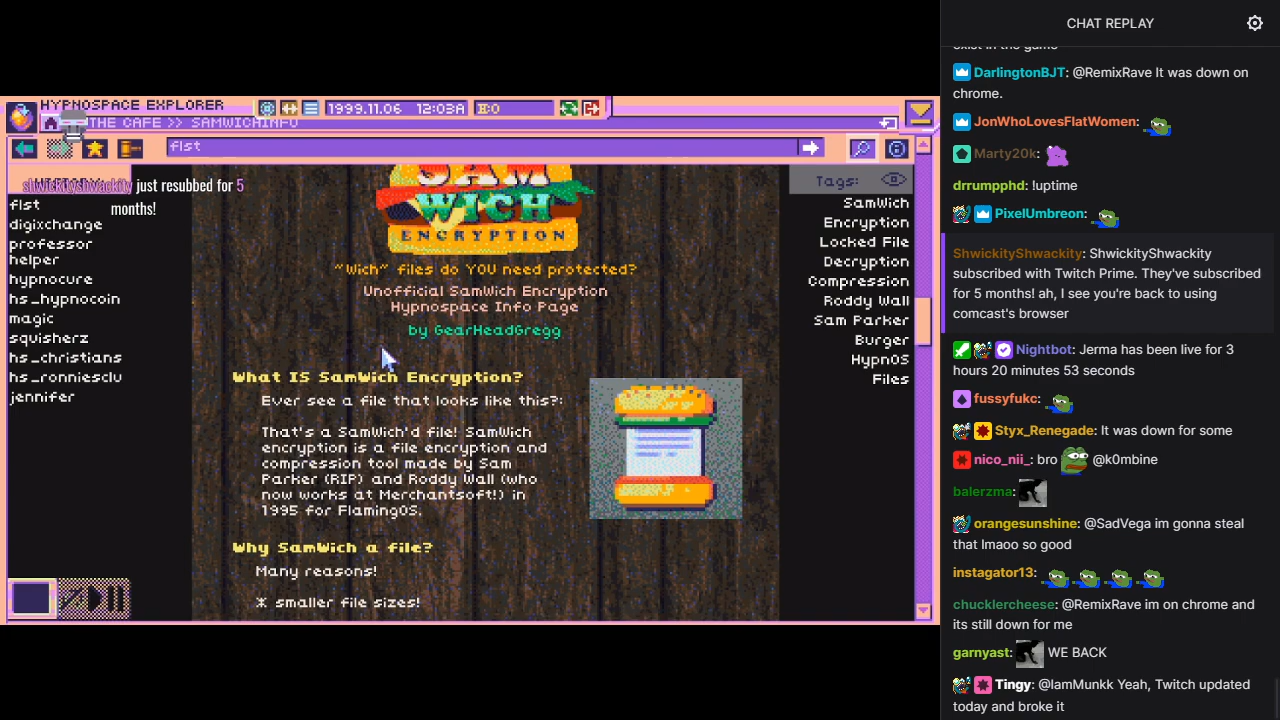 HYPNOSPACE EXPLORER
1999.11.06 12:03A
THE CAFE >> SAMWICHINFO
flst
shwickityshwackity just resubbed for 5
months!
flst
digixchange
professor
helper
hypnocure
hs_hypnocoin
magic
squisherz
hs_christians
hs_ronniesclu
jennifer
SAM
WICH
ENCRYPTION
"Wich" files do YOU need protected?
Unofficial SamWich Encryption
Hypnospace Info Page
by GearHeadGregg
What IS SamWich Encryption?
Ever see a file that looks like this?:
That's a SamWich'd file! SamWich
encryption is a file encryption and
compression tool made by Sam
Parker (RIP) and Roddy Wall (who
now works at Merchantsoft!) in
1995 for FlamingOS.
Why SamWich a file?
Many reasons!
* smaller file sizes!
Tags:
SamWich
Encryption
Locked File
Decryption
Compression
Roddy Wall
Sam Parker
Burger
HypnOS
Files
CHAT REPLAY
exist in the game
DarlingtonBJT: @RemixRave It was down on
chrome.
JonWhoLovesFlatWomen:
Marty20k:
drrumpphd: !uptime
PixelUmbreon:
ShwickityShwackity: ShwickityShwackity
subscribed with Twitch Prime. They've subscribed
for 5 months! ah, I see you're back to using
comcast's browser
Nightbot: Jerma has been live for 3
hours 20 minutes 53 seconds
fussyfukc:
Styx_Renegade: It was down for some
nico_nii_: bro @k0mbine
balerzma:
orangesunshine: @SadVega im gonna steal
that lmaoo so good
instagator13:
chucklercheese: @RemixRave im on chrome and
its still down for me
garnyast: WE BACK
Tingy: @IamMunkk Yeah, Twitch updated
today and broke it